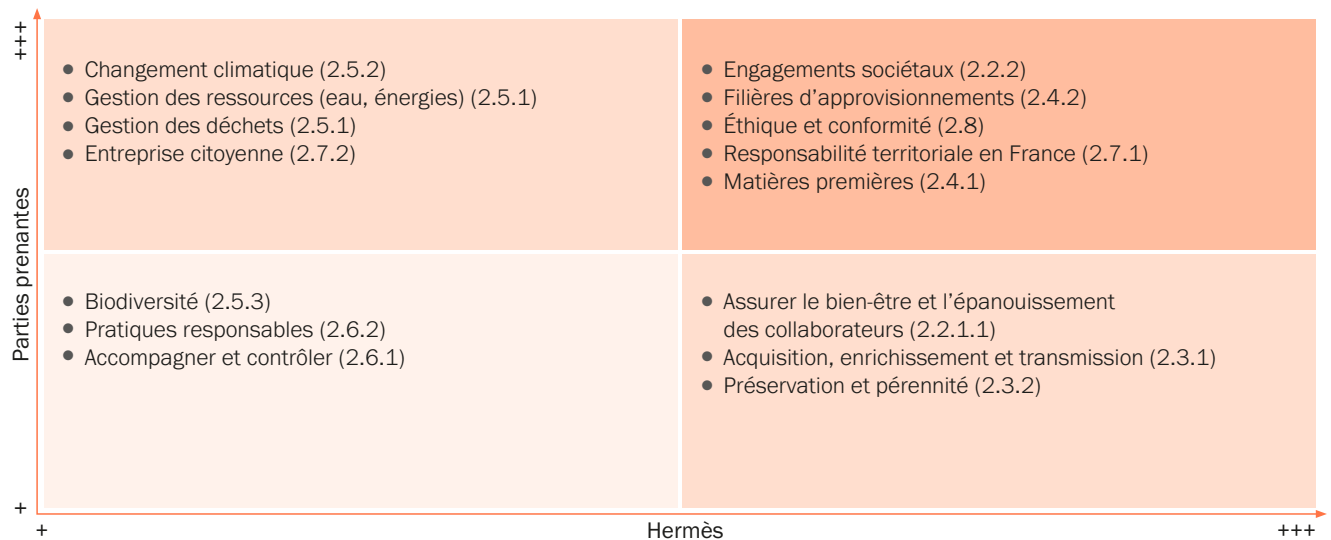 +++
Parties prenantes
+
• Changement climatique (2.5.2)
• Gestion des ressources (eau, énergies) (2.5.1)
• Gestion des déchets (2.5.1)
• Entreprise citoyenne (2.7.2)
• Engagements sociétaux (2.2.2)
• Filières d’approvisionnements (2.4.2)
• Éthique et conformité (2.8)
• Responsabilité territoriale en France (2.7.1)
• Matières premières (2.4.1)
• Biodiversité (2.5.3)
• Pratiques responsables (2.6.2)
• Accompagner et contrôler (2.6.1)
• Assurer le bien-être et l’épanouissement
des collaborateurs (2.2.1.1)
• Acquisition, enrichissement et transmission (2.3.1)
• Préservation et pérennité (2.3.2)
+
Hermès
+++